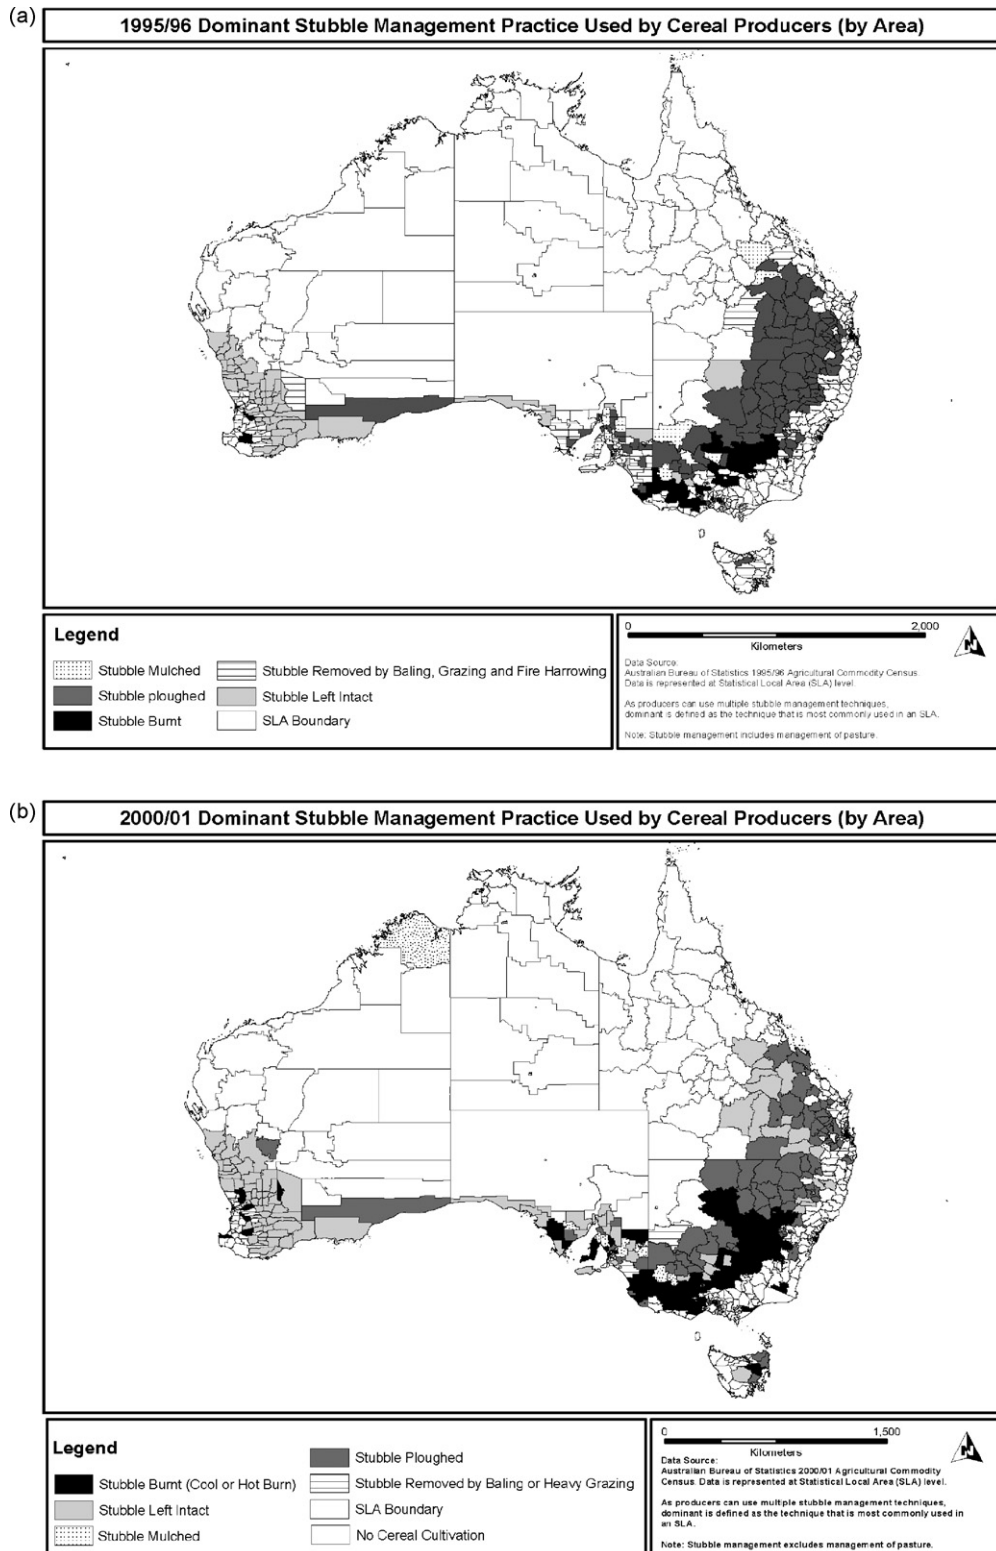 (a)
1995/96 Dominant Stubble Management Practice Used by Cereal Producers (by Area)
Legend
Stubble Mulched
Stubble ploughed
Stubble Burnt
Stubble Removed by Baling, Grazing and Fire Harrowing
Stubble Left Intact
SLA Boundary
0 2,000
Kilometers
N
Data Source:
Australian Bureau of Statistics 1995/96 Agricultural Commodity Census.
Data is represented at Statistical Local Area (SLA) level.
As producers can use multiple stubble management techniques,
dominant is defined as the technique that is most commonly used in an SLA.
Note: Stubble management includes management of pasture.
(b)
2000/01 Dominant Stubble Management Practice Used by Cereal Producers (by Area)
Legend
Stubble Burnt (Cool or Hot Burn)
Stubble Left Intact
Stubble Mulched
Stubble Ploughed
Stubble Removed by Baling or Heavy Grazing
SLA Boundary
No Cereal Cultivation
0 1,500
Kilometers
N
Data Source:
Australian Bureau of Statistics 2000/01 Agricultural Commodity
Census. Data is represented at Statistical Local Area (SLA) level.
As producers can use multiple stubble management techniques,
dominant is defined as the technique that is most commonly used in
an SLA.
Note: Stubble management excludes management of pasture.